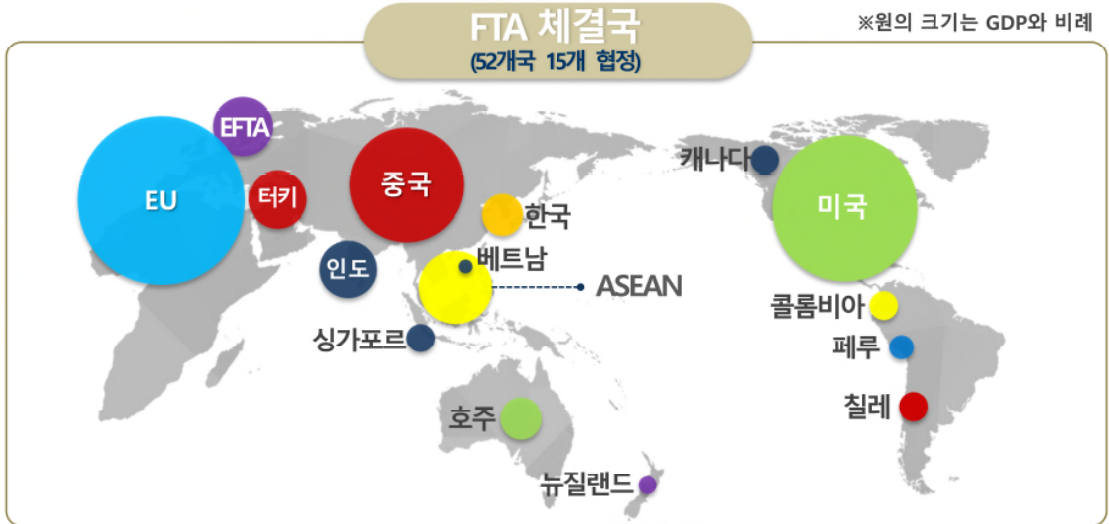 FTA 체결국
(52개국 15개 협정)
※원의 크기는 GDP와 비례
EFTA
EU
터키
중국
한국
인도
베트남
ASEAN
싱가포르
호주
뉴질랜드
캐나다
미국
콜롬비아
페루
칠레